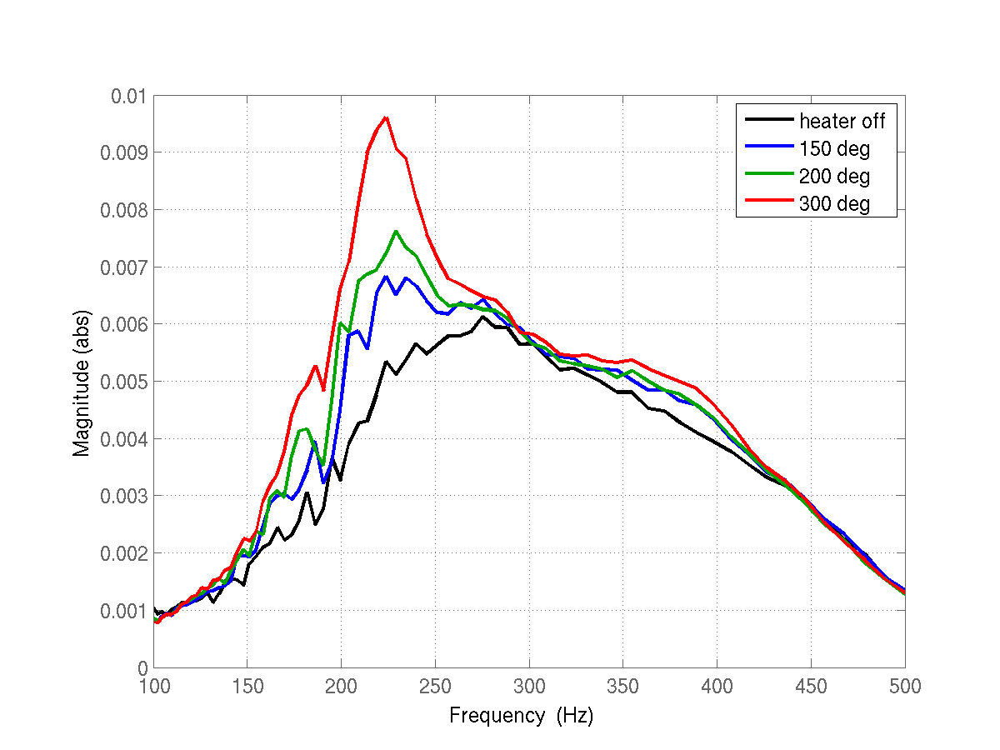 0.01
0.009
0.008
0.007
0.006
0.005
0.004
0.003
0.002
0.001
0
Magnitude (abs)
heater off
150 deg
200 deg
300 deg
100 150 200 250 300 350 400 450 500
Frequency (Hz)